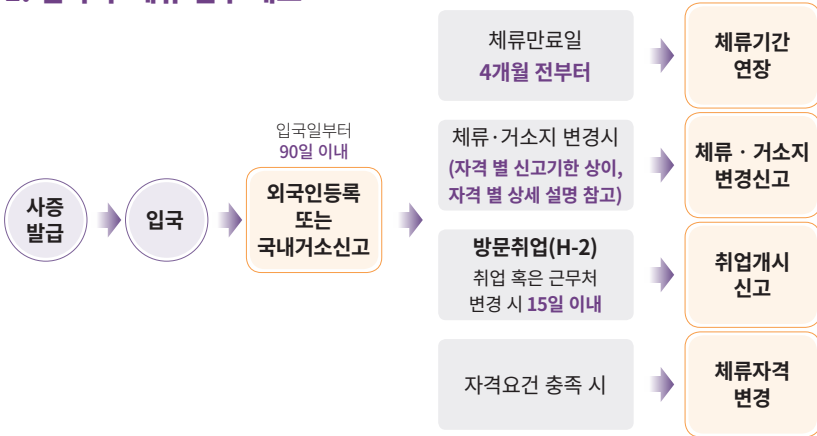 체류만료일
4개월 전부터
체류기간
연장
입국일부터
90일 이내
체류·거소지 변경시
(자격 별 신고기한 상이,
자격 별 상세 설명 참고)
체류 · 거소지
변경신고
사증
발급
입국
외국인등록
또는
국내거소신고
방문취업(H-2)
취업 혹은 근무처
변경 시 15일 이내
취업개시
신고
자격요건 충족 시
체류자격
변경